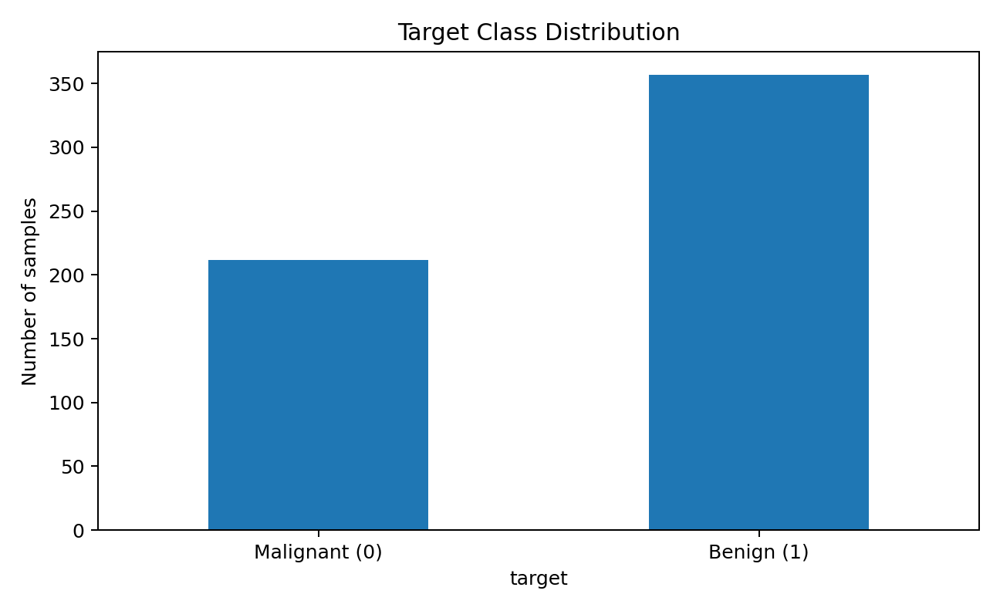 Target Class Distribution
Number of samples
350
300
250
200
150
100
50
0
Malignant (0)
Benign (1)
target